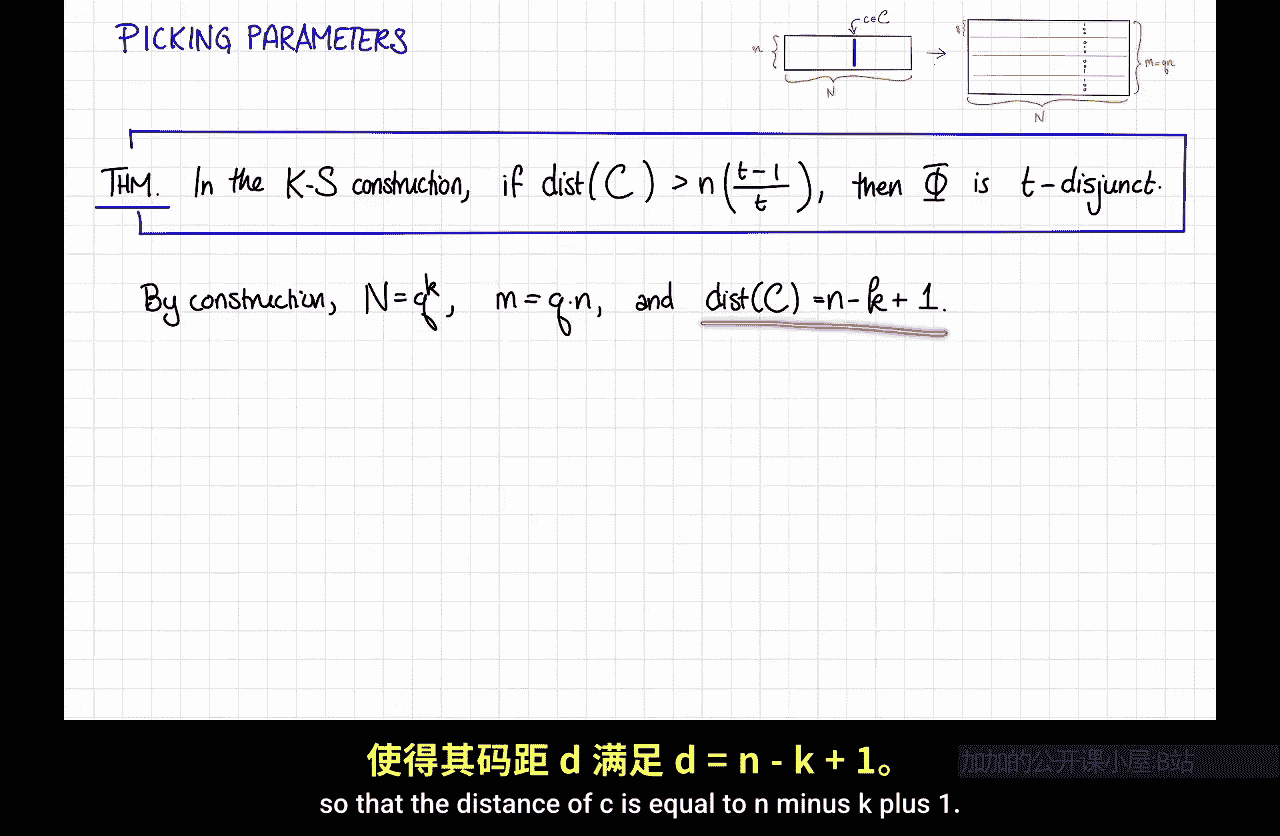 PICKING PARAMETERS
c∈C
n
N
m=qn
N
THM. In the K-S construction, if dist(C) > n(t-1/t), then Φ is t-disjunct.
By construction, N=q^k, m=q·n, and dist(C) =n-k+1.
使得其码距 d 满足 d = n - k + 1。
加加的公开课小屋·B站
so that the distance of c is equal to n minus k plus 1.